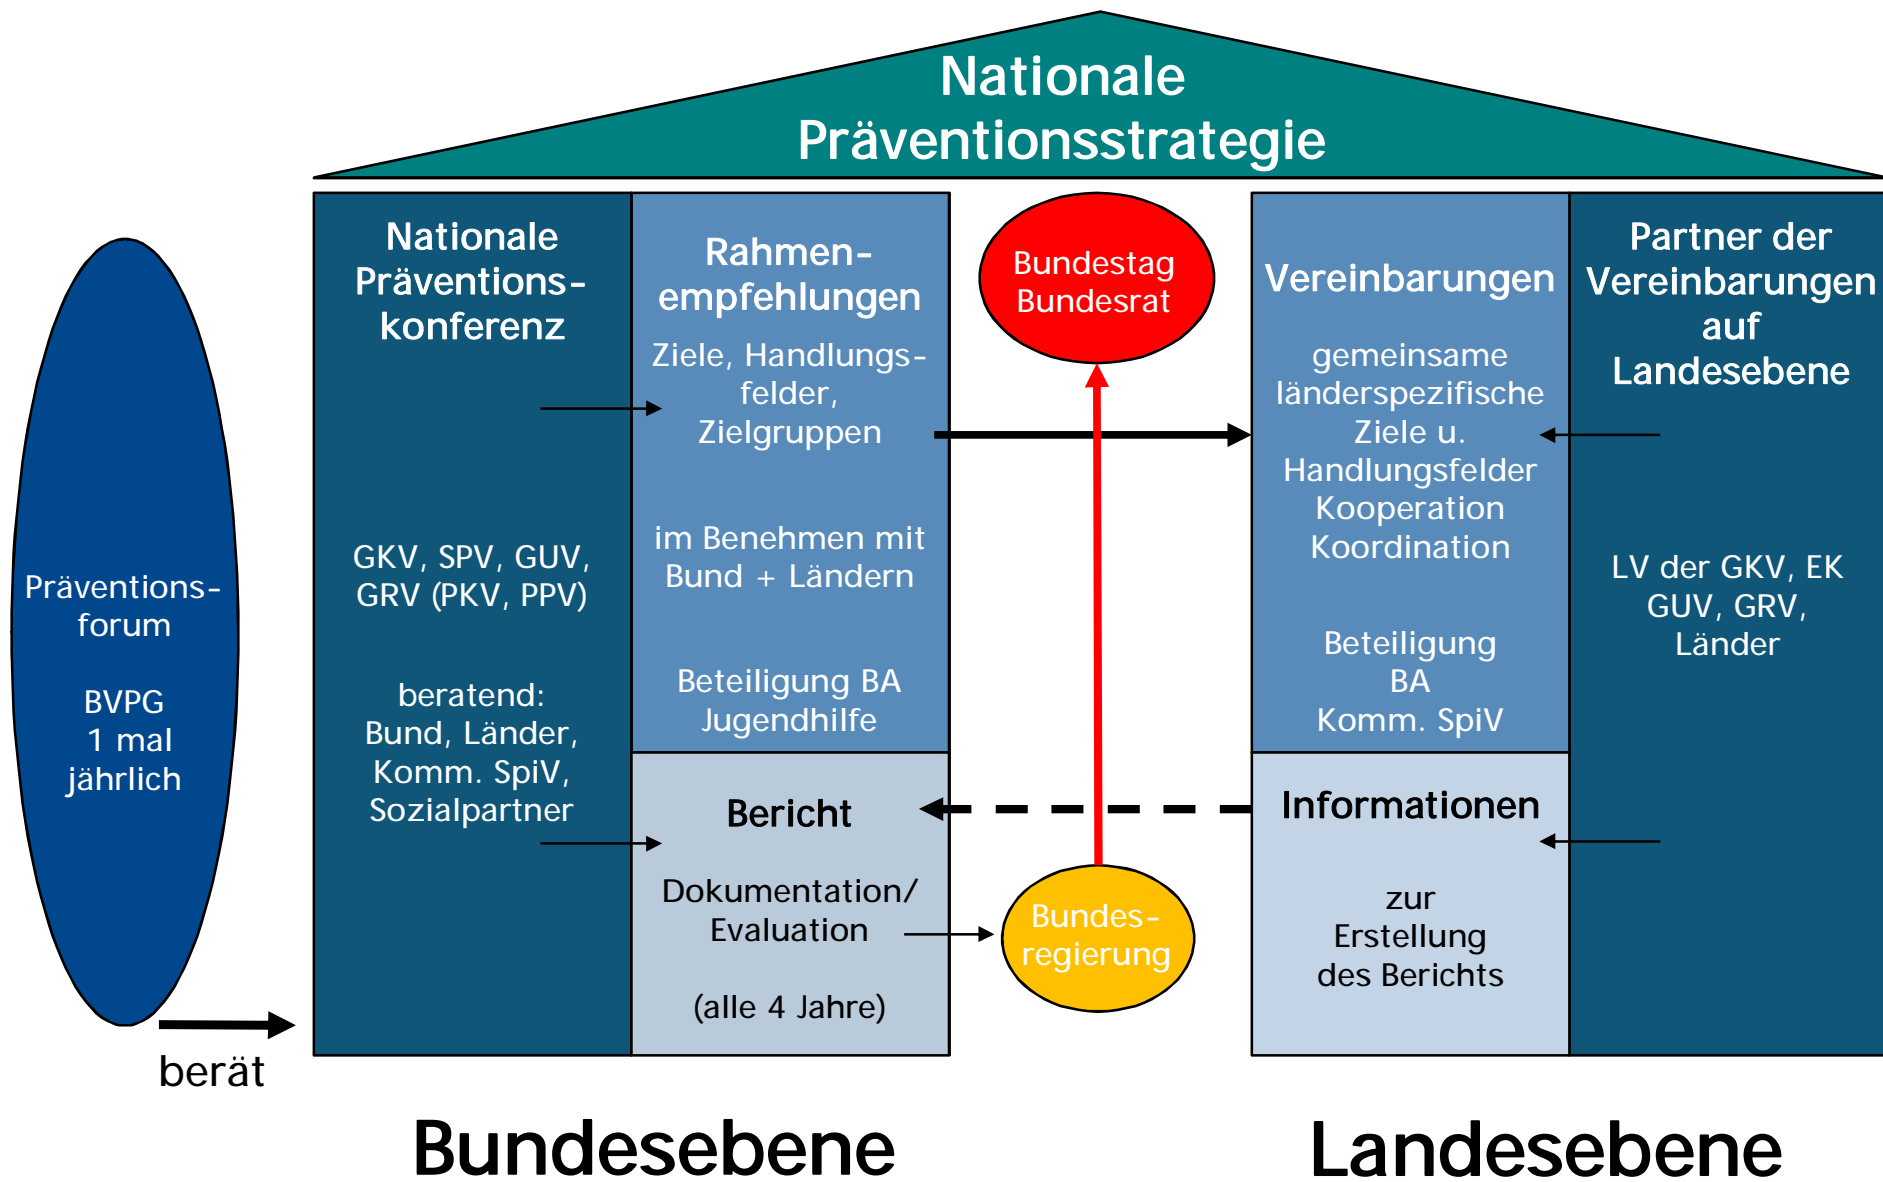 Nationale
Präventionsstrategie
Präventions-
forum
BVPG
1 mal
jährlich
berät
Nationale
Präventions-
konferenz
GKV, SPV, GUV,
GRV (PKV, PPV)
beratend:
Bund, Länder,
Komm. SpiV,
Sozialpartner
Rahmen-
empfehlungen
Ziele, Handlungs-
felder,
Zielgruppen
im Benehmen mit
Bund + Ländern
Beteiligung BA
Jugendhilfe
Bericht
Dokumentation/
Evaluation
(alle 4 Jahre)
Bundestag
Bundesrat
Bundes-
regierung
Vereinbarungen
gemeinsame
länderspezifische
Ziele u.
Handlungsfelder
Kooperation
Koordination
Beteiligung
BA
Komm. SpiV
Informationen
zur
Erstellung
des Berichts
Partner der
Vereinbarungen
auf
Landesebene
LV der GKV, EK
GUV, GRV,
Länder
Bundesebene
Landesebene